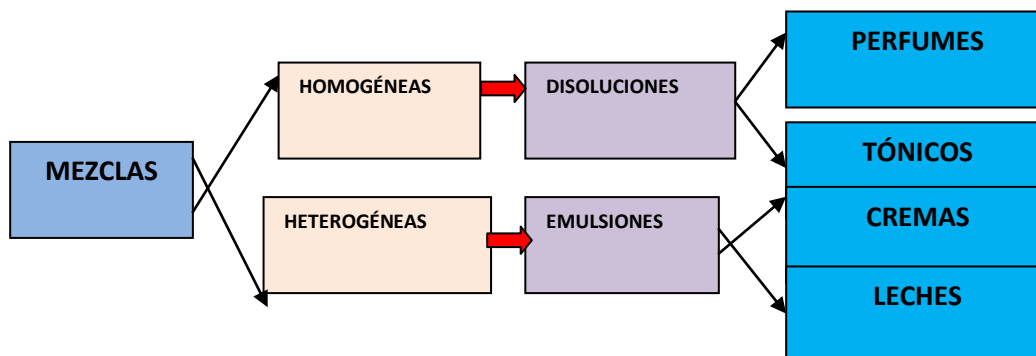 MEZCLAS
HOMOGÉNEAS
DISOLUCIONES
PERFUMES
TÓNICOS
HETEROGÉNEAS
EMULSIONES
CREMAS
LECHES